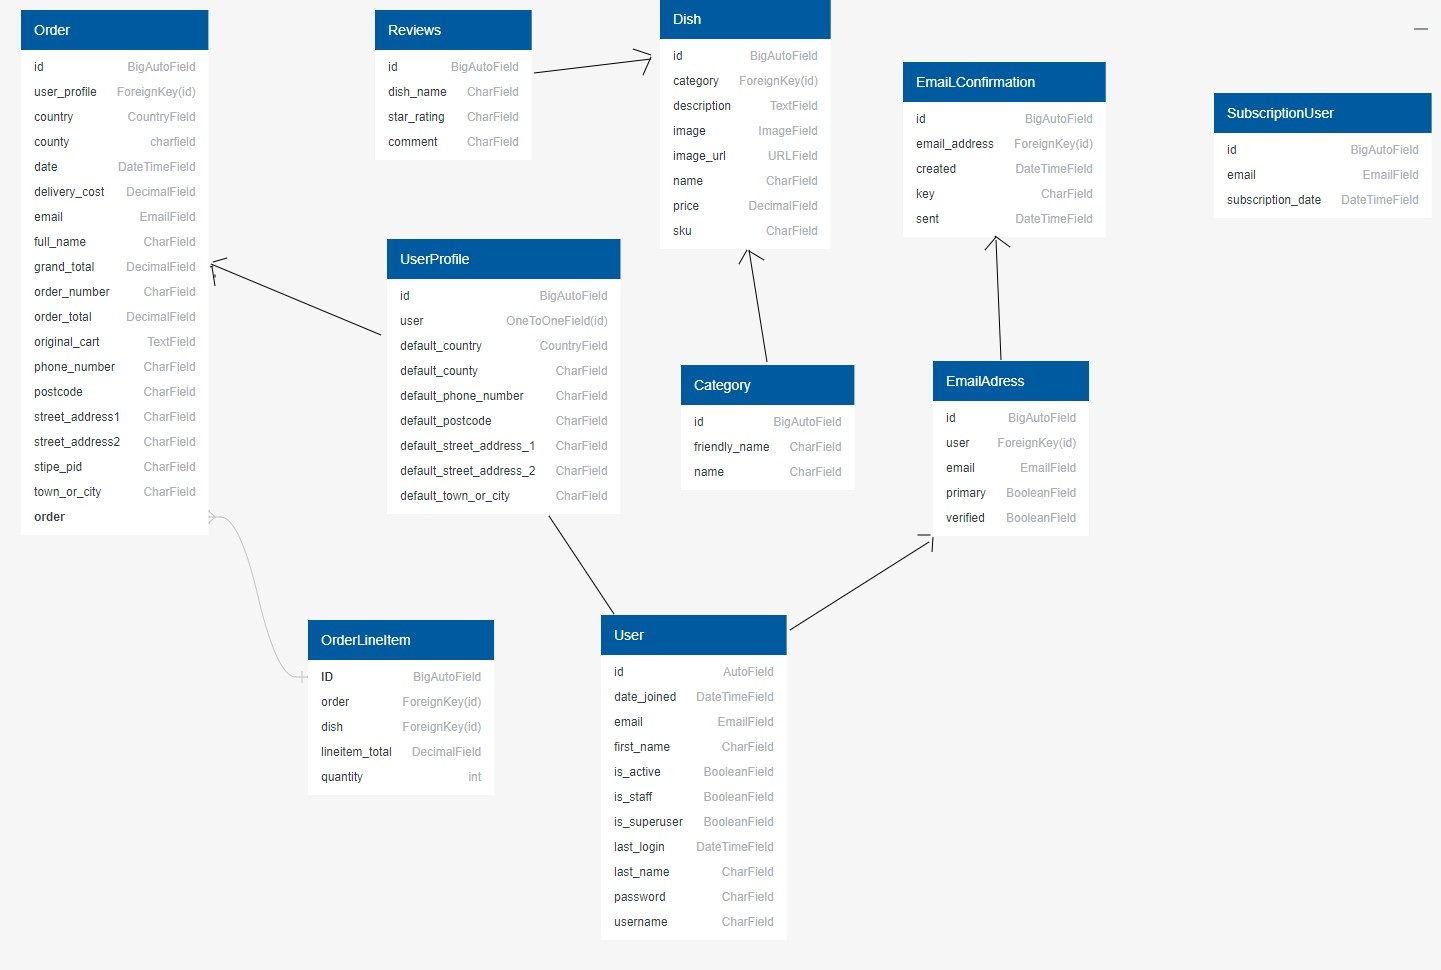 Order
id BigAutoField
user_profile ForeignKey(id)
country CountryField
county charfield
date DateTimeField
delivery_cost DecimalField
email EmailField
full_name CharField
grand_total DecimalField
order_number CharField
order_total DecimalField
original_cart TextField
phone_number CharField
postcode CharField
street_address1 CharField
street_address2 CharField
stipe_pid CharField
town_or_city CharField
order
Reviews
id BigAutoField
dish_name CharField
star_rating CharField
comment CharField
Dish
id BigAutoField
category ForeignKey(id)
description TextField
image ImageField
image_url URLField
name CharField
price DecimalField
sku CharField
EmaiLConfirmation
id BigAutoField
email_address ForeignKey(id)
created DateTimeField
key CharField
sent DateTimeField
SubscriptionUser
id BigAutoField
email EmailField
subscription_date DateTimeField
UserProfile
id BigAutoField
user OneToOneField(id)
default_country CountryField
default_county CharField
default_phone_number CharField
default_postcode CharField
default_street_address_1 CharField
default_street_address_2 CharField
default_town_or_city CharField
Category
id BigAutoField
friendly_name CharField
name CharField
EmailAdress
id BigAutoField
user ForeignKey(id)
email EmailField
primary BooleanField
verified BooleanField
OrderLineItem
ID BigAutoField
order ForeignKey(id)
dish ForeignKey(id)
lineitem_total DecimalField
quantity int
User
id AutoField
date_joined DateTimeField
email EmailField
first_name CharField
is_active BooleanField
is_staff BooleanField
is_superuser BooleanField
last_login DateTimeField
last_name CharField
password CharField
username CharField